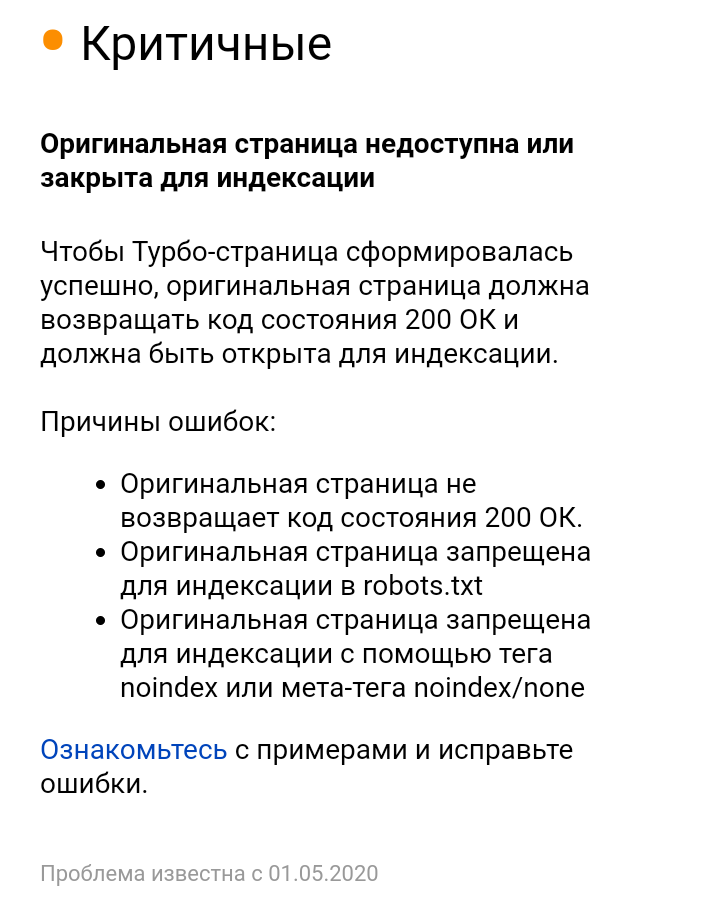 Критичные
Оригинальная страница недоступна или
закрыта для индексации
Чтобы Турбо-страница сформировалась
успешно, оригинальная страница должна
возвращать код состояния 200 ОК и
должна быть открыта для индексации.
Причины ошибок:
Оригинальная страница не
возвращает код состояния 200 ОК.
Оригинальная страница запрещена
для индексации в robots.txt
Оригинальная страница запрещена
для индексации с помощью тега
noindex или мета-тега noindex/none
Ознакомьтесь с примерами и исправьте
ошибки.
Проблема известна с 01.05.2020